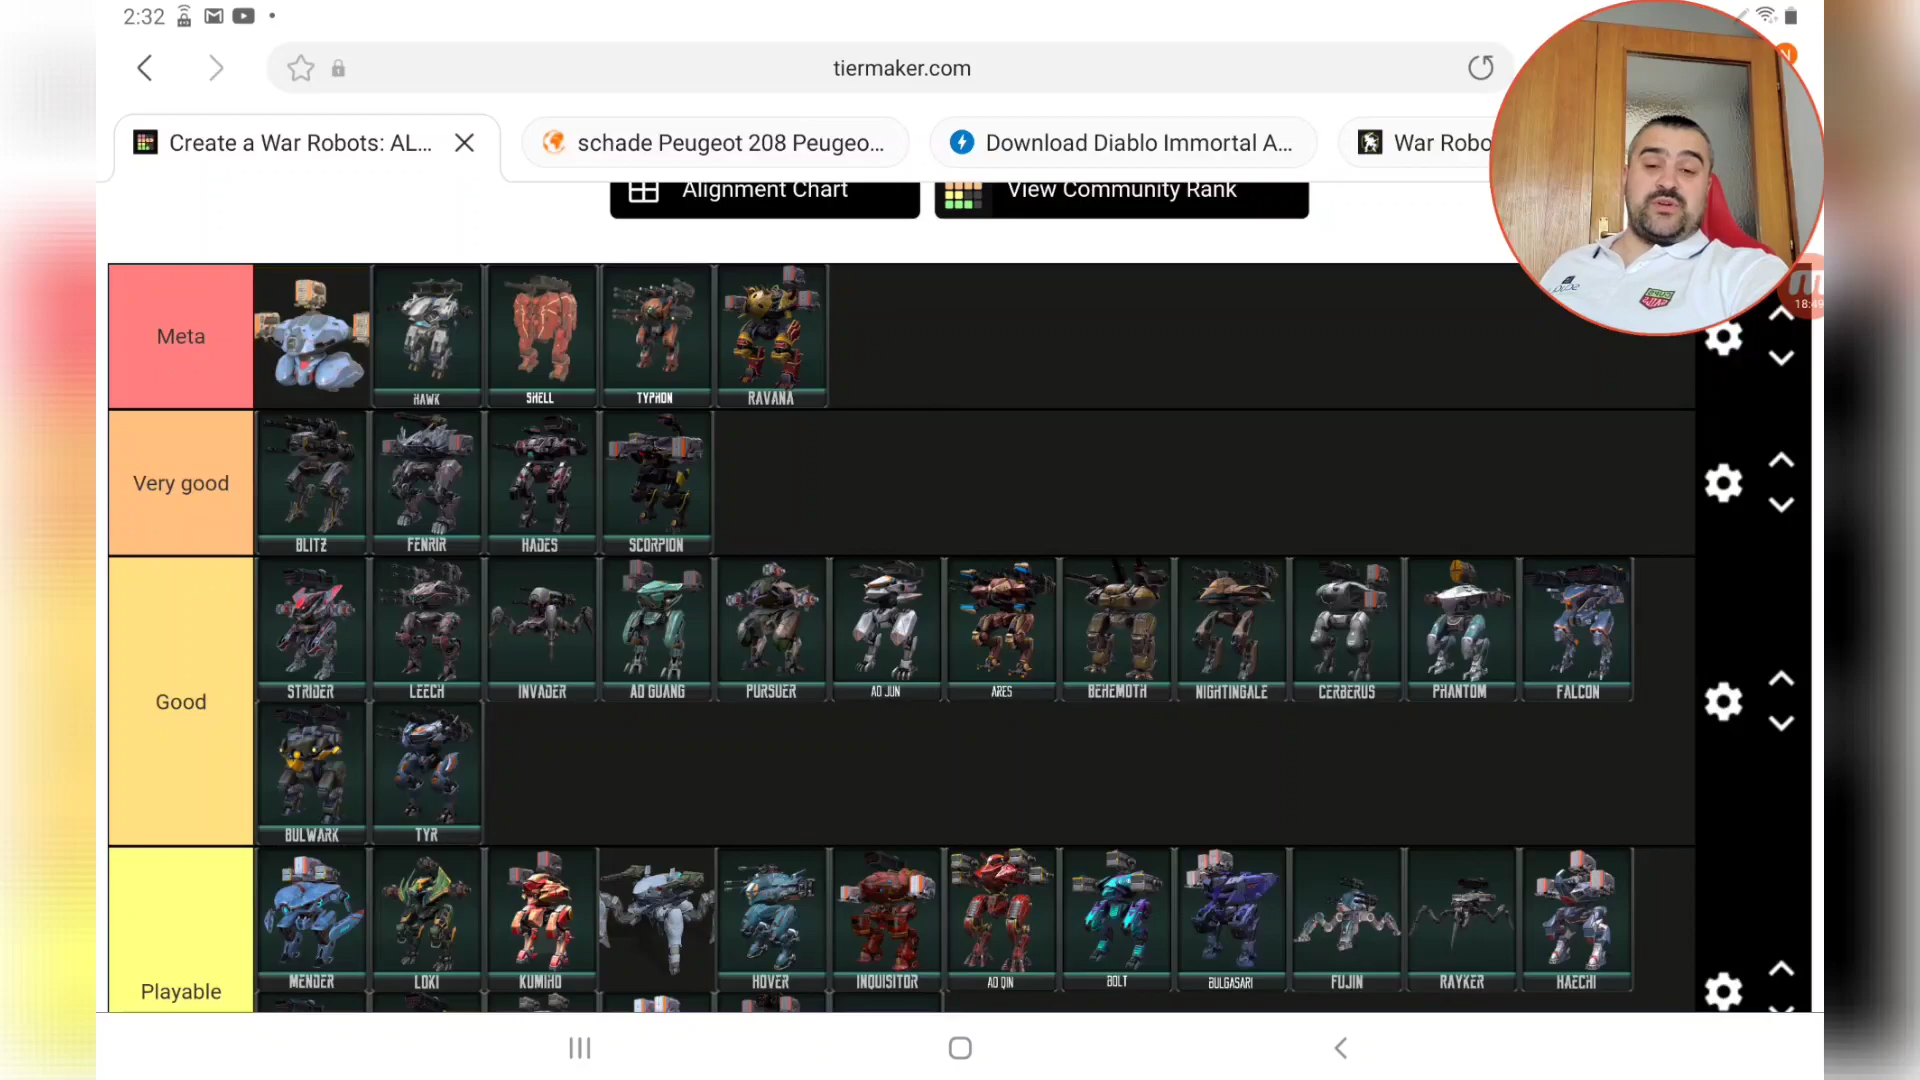 2:32
tiermaker.com
Create a War Robots: AL...
schade Peugeot 208 Peugeo...
Download Diablo Immortal A...
War Robo
Alignment Chart
View Community Rank
18:49
Meta
HAWK
SHELL
TYPHON
RAVANA
Very good
BLITZ
FENRIR
HADES
SCORPION
Good
STRIDER
LEECH
INVADER
AO GUANG
PURSUER
AO JUN
ARES
BEHEMOTH
NIGHTINGALE
CERBERUS
PHANTOM
FALCON
BULWARK
TYR
Playable
MENDER
LOKI
KUMIHO
HOVER
INQUISITOR
AO QIN
BOLT
BULGASARI
FUJIN
RAYKER
HAECHI